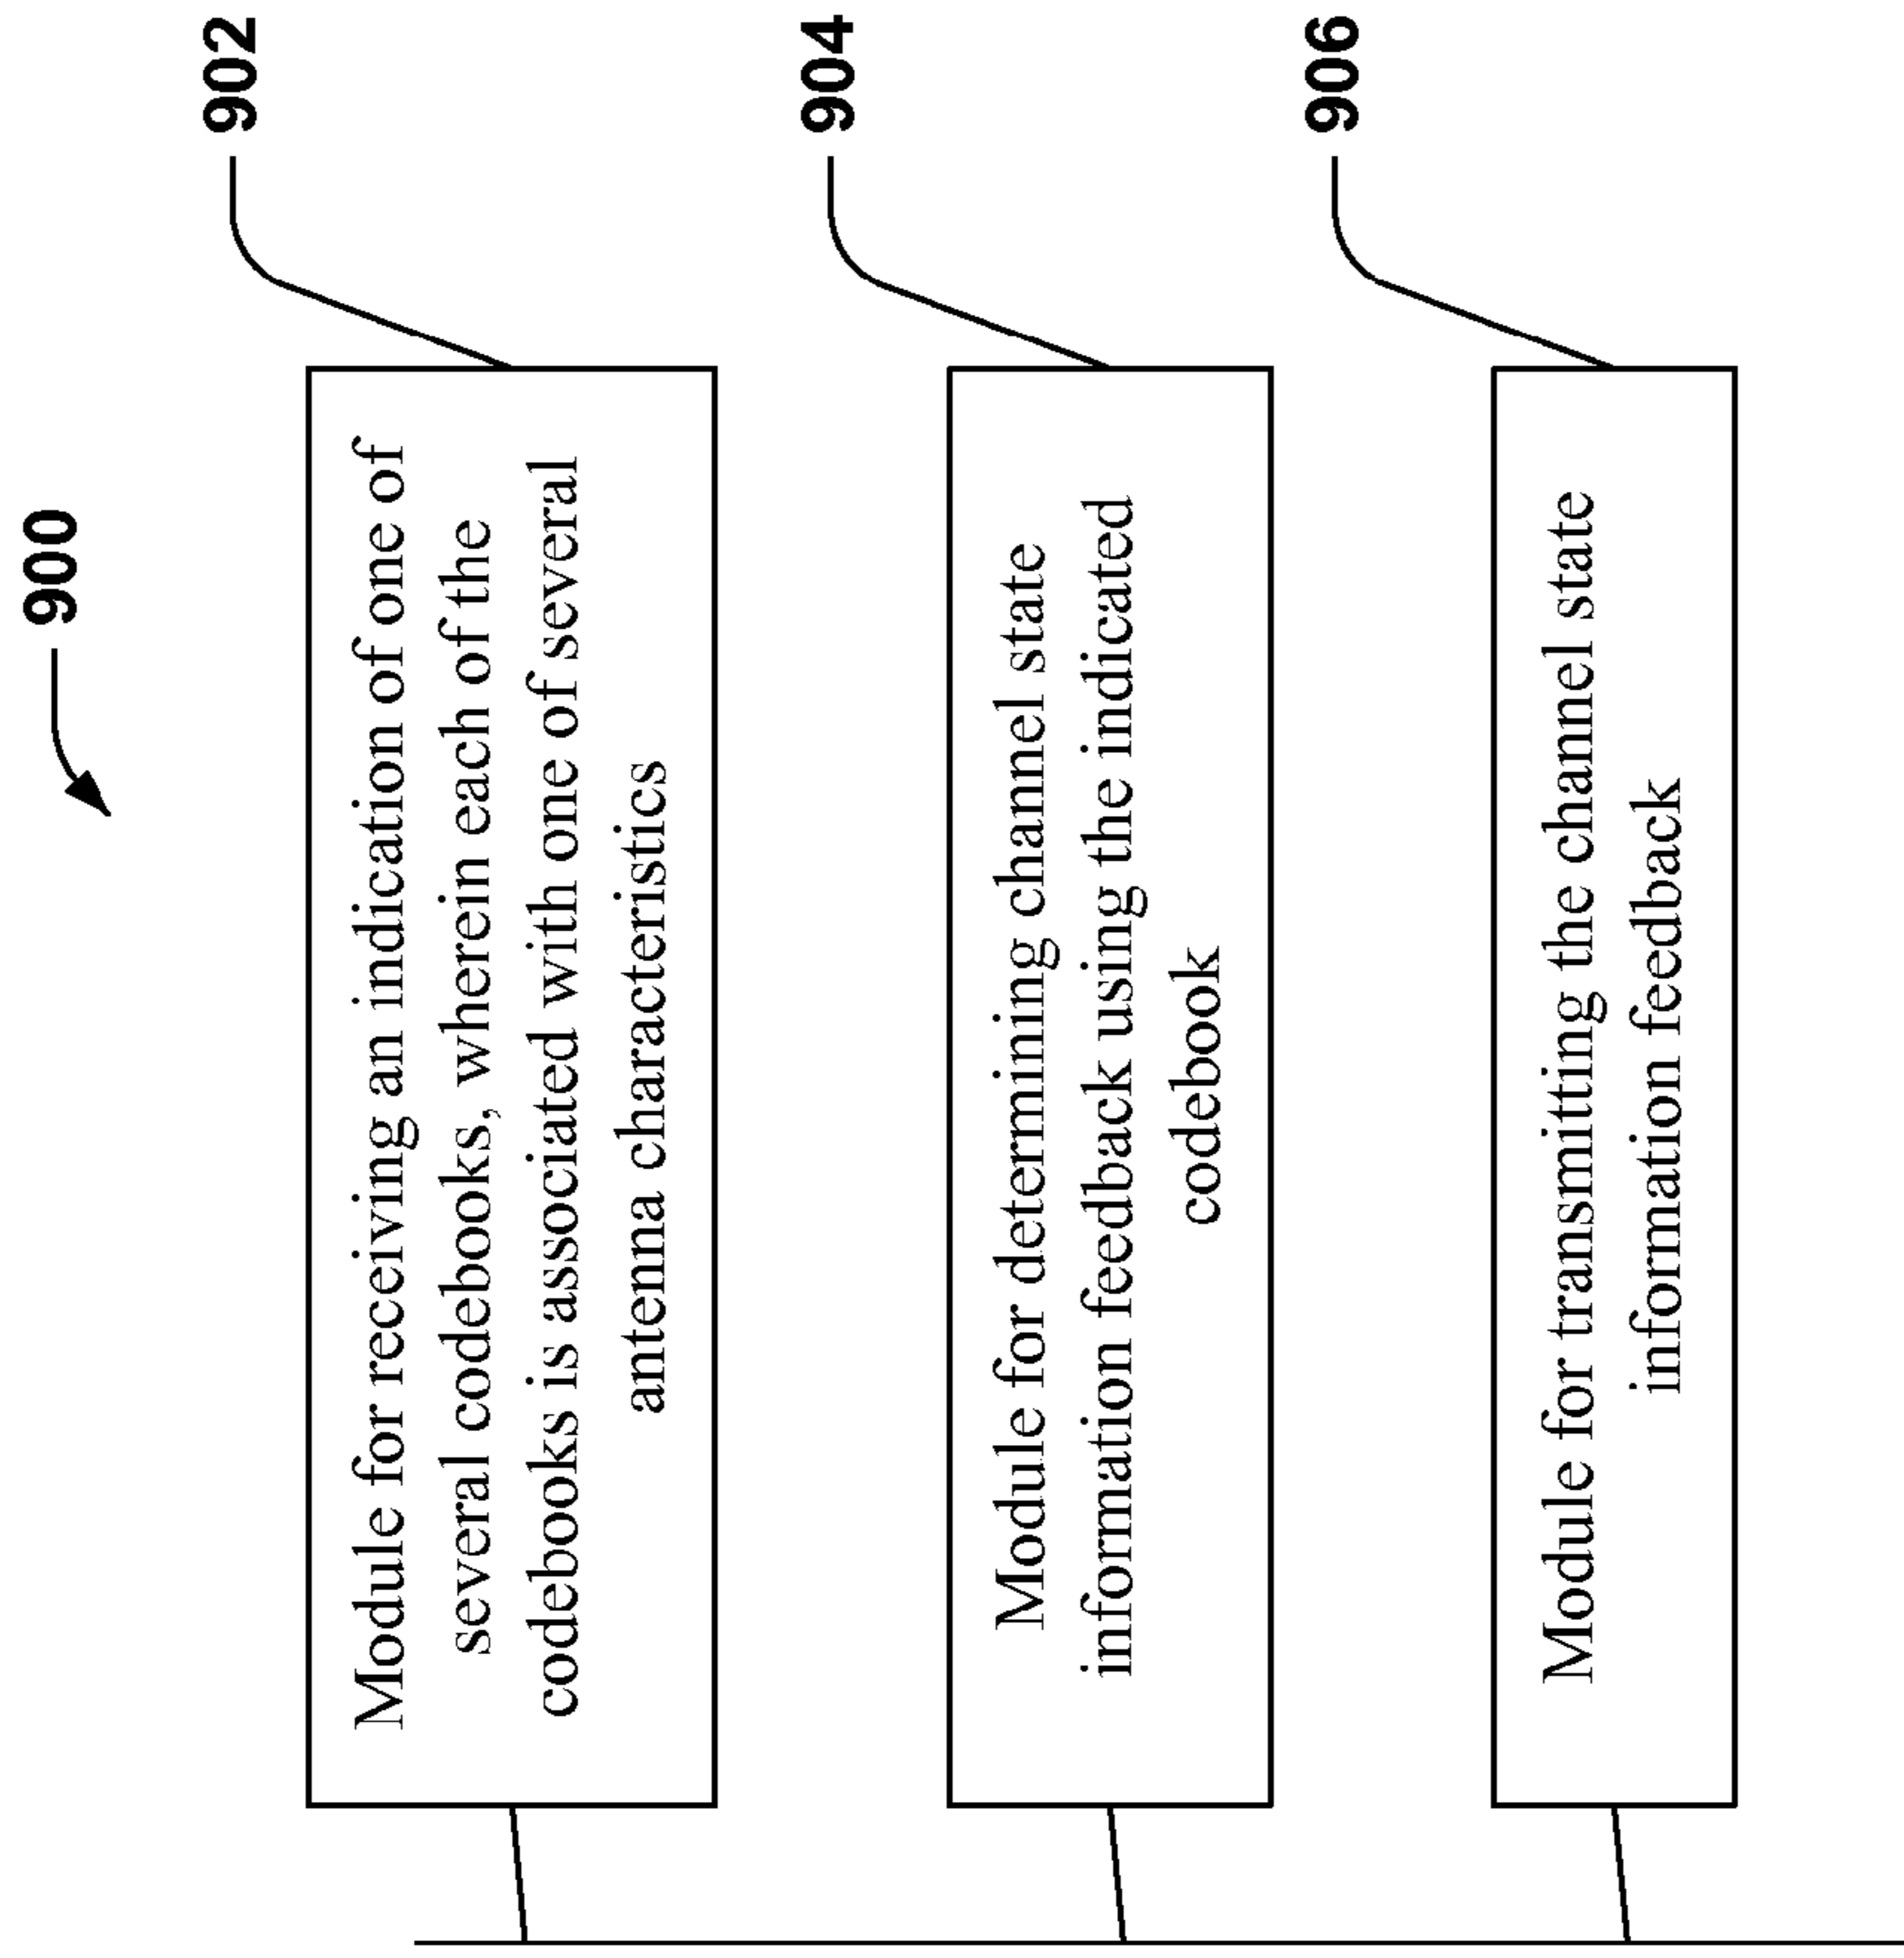 900
902
Module for receiving an indication of one of
several codebooks, wherein each of the
codebooks is associated with one of several
antenna characteristics
904
Module for determining channel state
information feedback using the indicated
codebook
906
Module for transmitting the channel state
information feedback